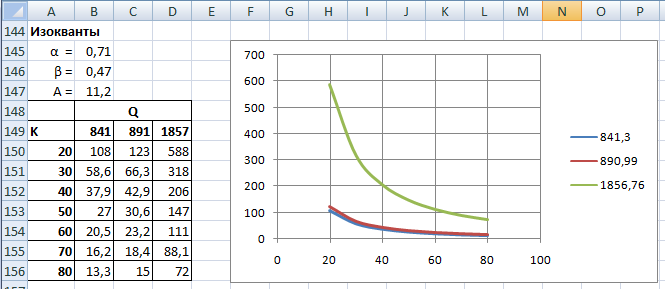 A B C D E F G H I J K L M N O P
144 Изокванты
145 α = 0,71
146 β = 0,47
147 A = 11,2
148 Q
149 K 841 891 1857
150 20 108 123 588
151 30 58,6 66,3 318
152 40 37,9 42,9 206
153 50 27 30,6 147
154 60 20,5 23,2 111
155 70 16,2 18,4 88,1
156 80 13,3 15 72
700
600
500
400
300
200
100
0
0 20 40 60 80 100
841,3
890,99
1856,76